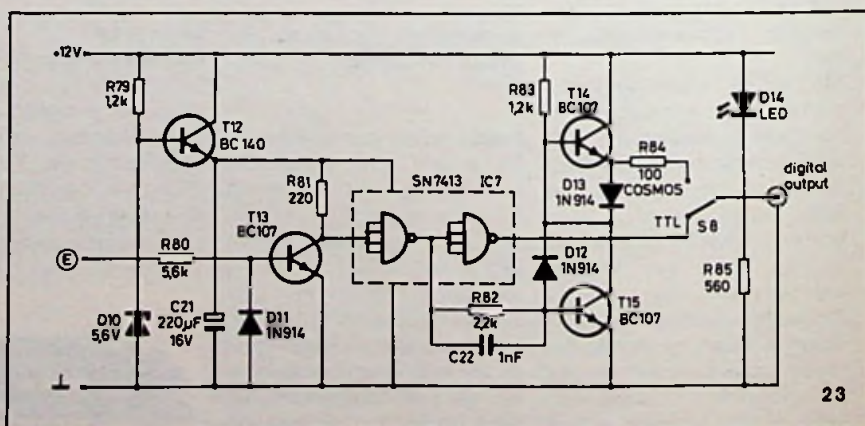 +12V
R79
1,2k
T12
BC 140
R81
220
T13
BC107
E
R80
5,6k
D10
5,6V
C21
220µF
16V
D11
1N914
SN7413 IC7
R82
2,2k
C22
1nF
R83
1,2k
T14
BC107
R84
100
COSMOS
D13
1N914
D12
1N914
TTL
S8
T15
BC107
D14
LED
digital
output
R85
560
23